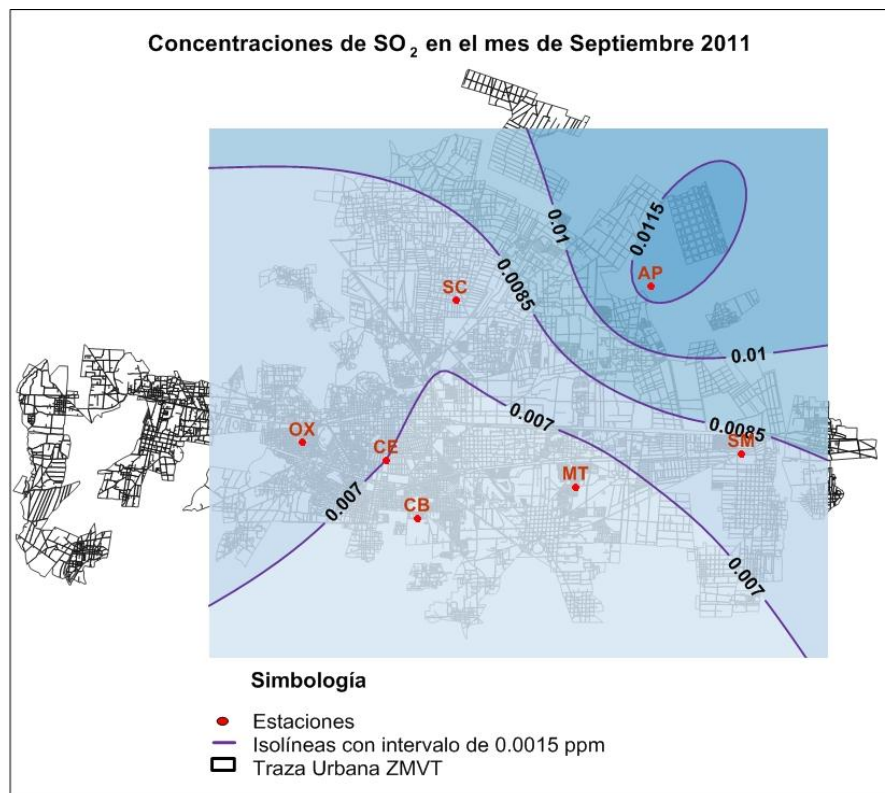 Concentraciones de SO₂ en el mes de Septiembre 2011
0.0115
0.01
AP
0.0085
SC
0.01
0.007
OX
CE
0.0085
SM
MT
0.007
CB
0.007
Simbología
Estaciones
Isolíneas con intervalo de 0.0015 ppm
Traza Urbana ZMVT